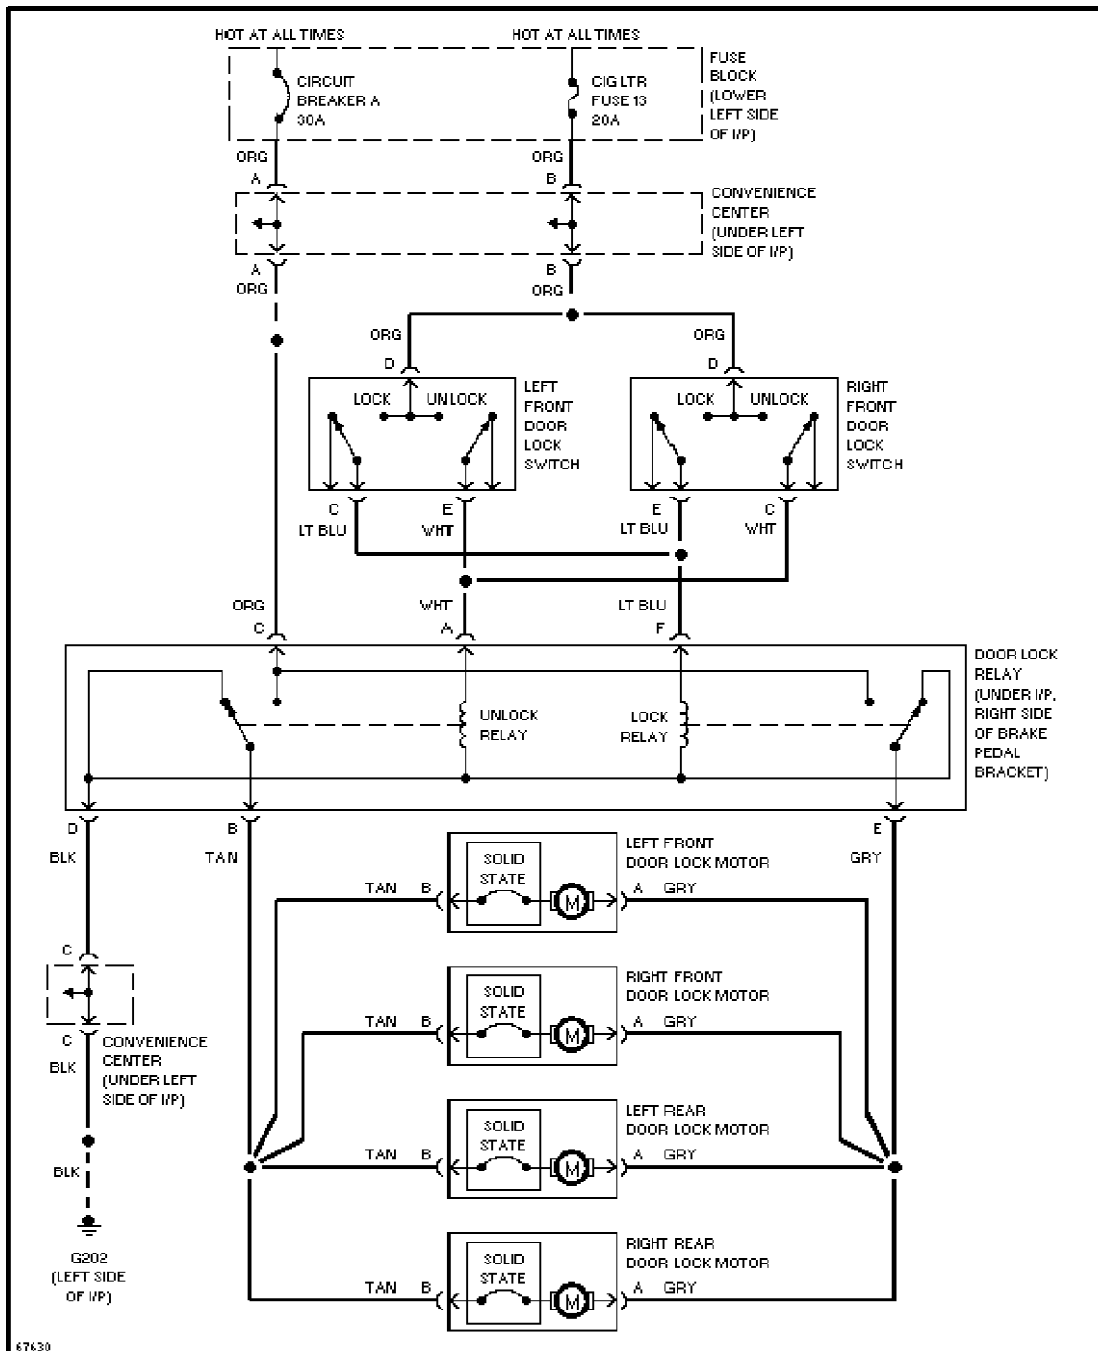 HOT AT ALL TIMES
HOT AT ALL TIMES
CIRCUIT
BREAKER A
30A
CIG LTR
FUSE 13
20A
FUSE
BLOCK
(LOWER
LEFT SIDE
OF I/P)
ORG
A
ORG
B
CONVENIENCE
CENTER
(UNDER LEFT
SIDE OF I/P)
A
ORG
B
ORG
ORG
D
ORG
D
LOCK
UNLOCK
LEFT
FRONT
DOOR
LOCK
SWITCH
LOCK
UNLOCK
RIGHT
FRONT
DOOR
LOCK
SWITCH
C
LT BLU
E
WHT
E
LT BLU
C
WHT
ORG
C
WHT
A
LT BLU
F
UNLOCK
RELAY
LOCK
RELAY
DOOR LOCK
RELAY
(UNDER I/P,
RIGHT SIDE
OF BRAKE
PEDAL
BRACKET)
D
BLK
B
TAN
E
GRY
LEFT FRONT
DOOR LOCK MOTOR
SOLID
STATE
TAN B
M
A GRY
C
C
BLK
CONVENIENCE
CENTER
(UNDER LEFT
SIDE OF I/P)
RIGHT FRONT
DOOR LOCK MOTOR
SOLID
STATE
TAN B
M
A GRY
LEFT REAR
DOOR LOCK MOTOR
SOLID
STATE
TAN B
M
A GRY
BLK
G202
(LEFT SIDE
OF I/P)
RIGHT REAR
DOOR LOCK MOTOR
SOLID
STATE
TAN B
M
A GRY
67630